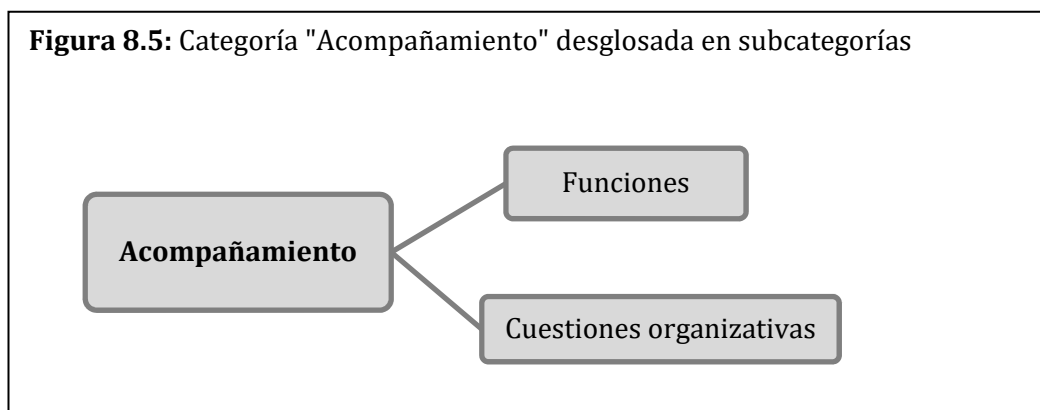 Figura 8.5: Categoría "Acompañamiento" desglosada en subcategorías
Funciones
Acompañamiento
Cuestiones organizativas